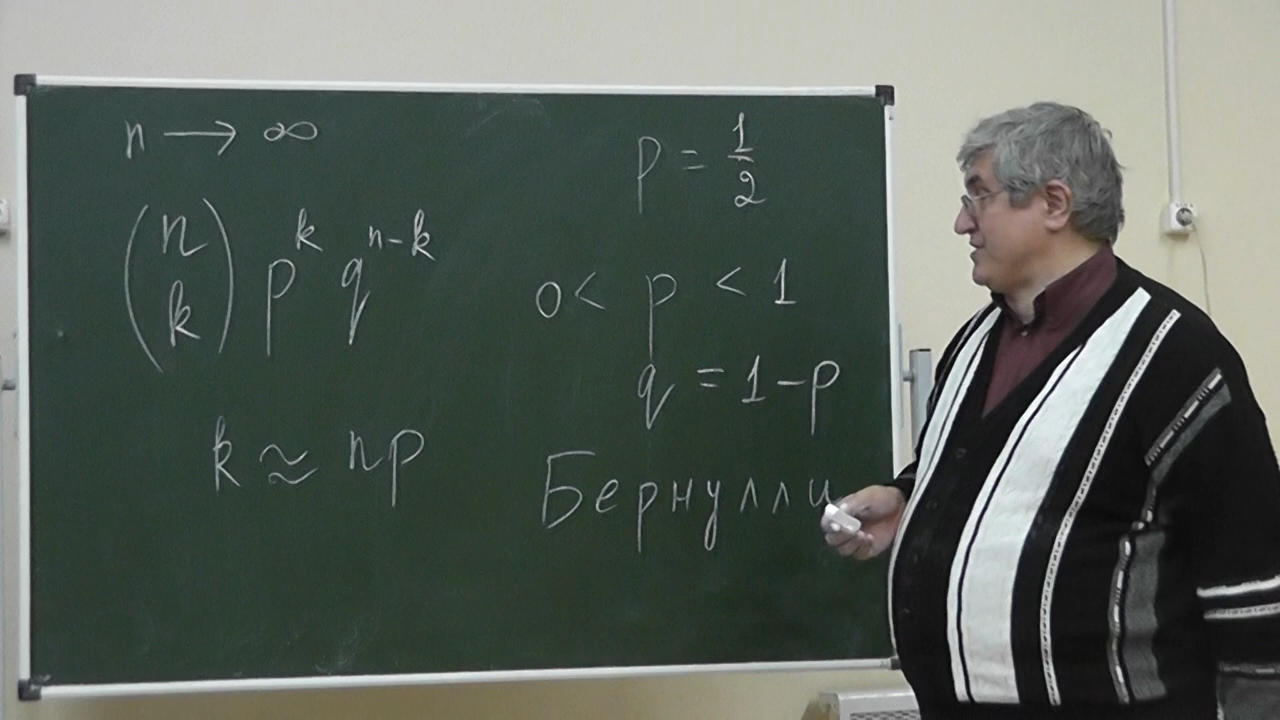 n → ∞
(n k) p^k q^{n-k}
k ≈ np
p = 1/2
0 < p < 1
q = 1 - p
Бернулли